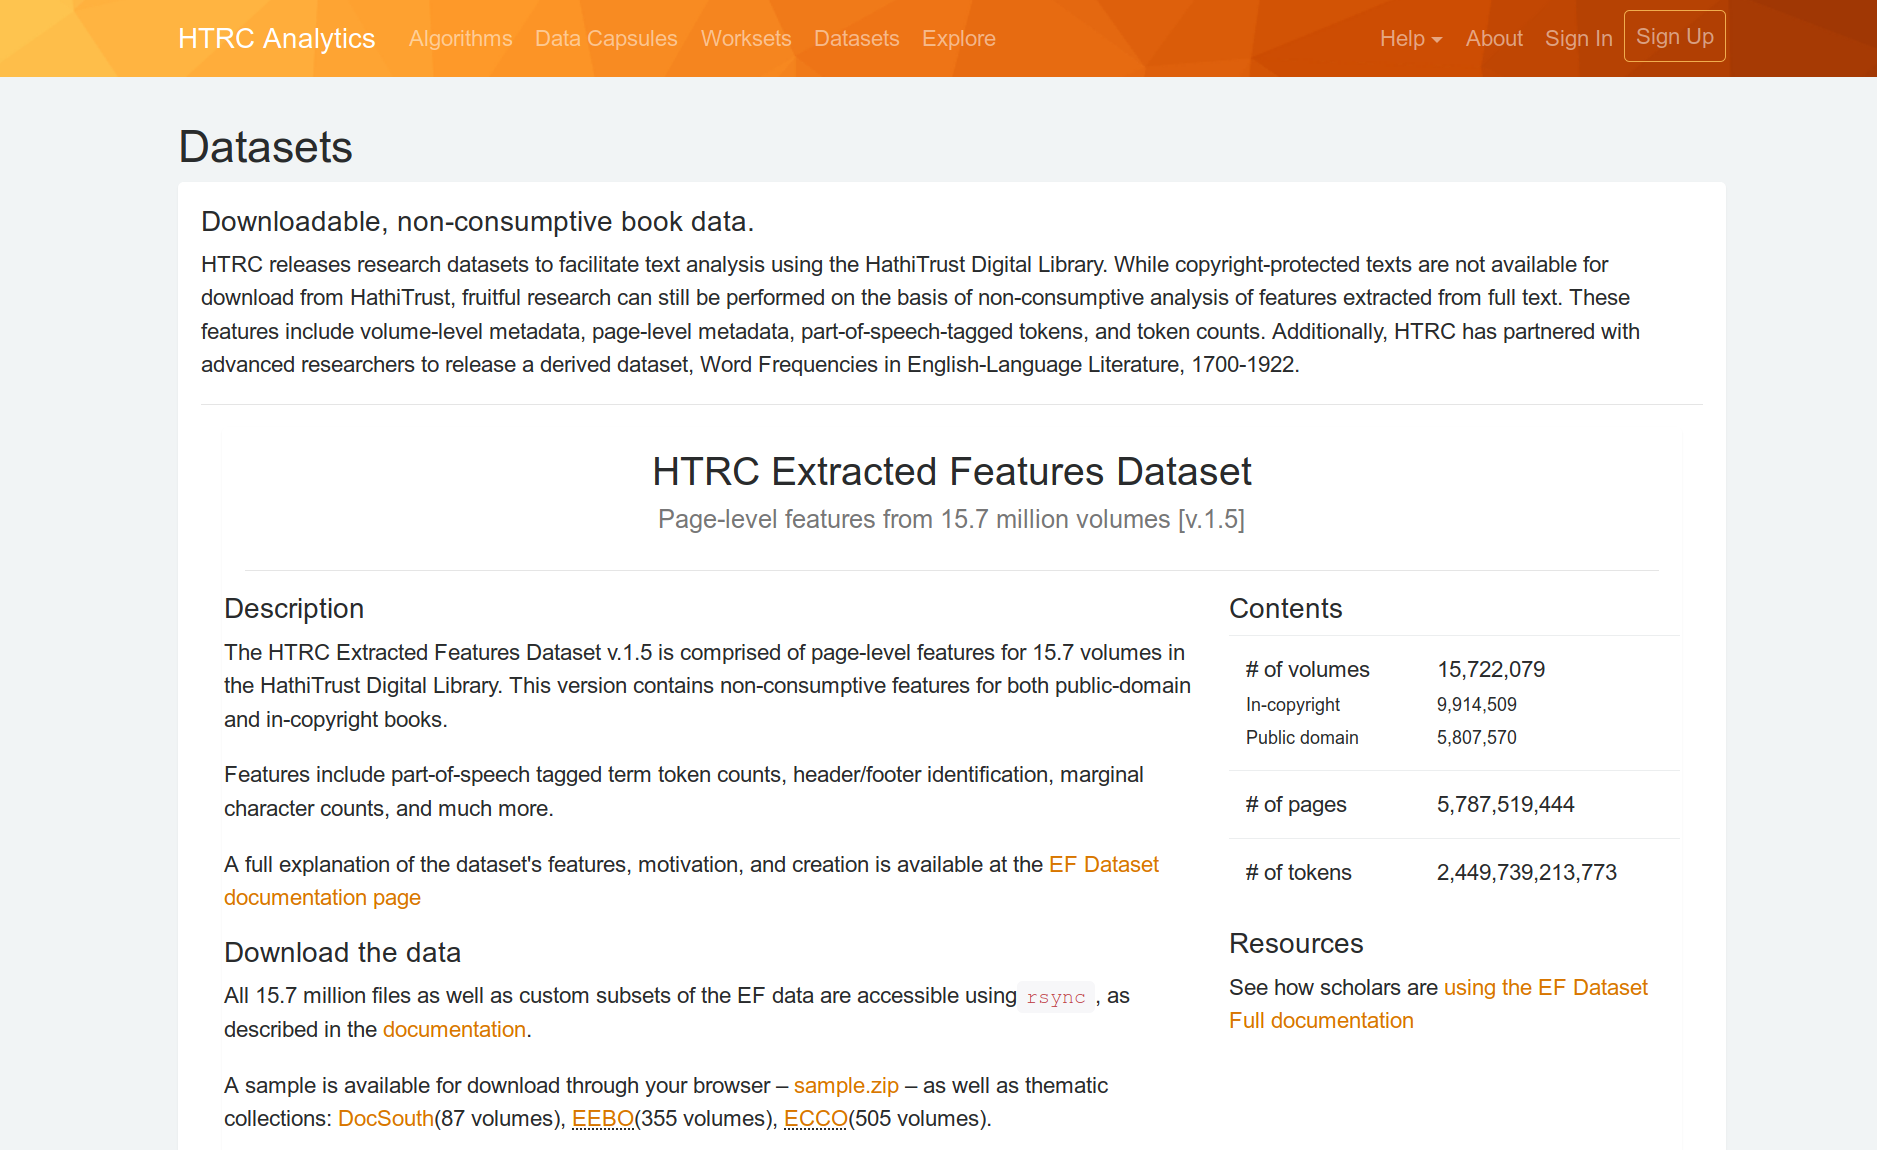 HTRC Analytics Algorithms Data Capsules Worksets Datasets Explore Help About Sign In Sign Up
Datasets
Downloadable, non-consumptive book data.
HTRC releases research datasets to facilitate text analysis using the HathiTrust Digital Library. While copyright-protected texts are not available for
download from HathiTrust, fruitful research can still be performed on the basis of non-consumptive analysis of features extracted from full text. These
features include volume-level metadata, page-level metadata, part-of-speech-tagged tokens, and token counts. Additionally, HTRC has partnered with
advanced researchers to release a derived dataset, Word Frequencies in English-Language Literature, 1700-1922.
HTRC Extracted Features Dataset
Page-level features from 15.7 million volumes [v.1.5]
Description
The HTRC Extracted Features Dataset v.1.5 is comprised of page-level features for 15.7 volumes in
the HathiTrust Digital Library. This version contains non-consumptive features for both public-domain
and in-copyright books.
Features include part-of-speech tagged term token counts, header/footer identification, marginal
character counts, and much more.
A full explanation of the dataset's features, motivation, and creation is available at the EF Dataset
documentation page
Download the data
All 15.7 million files as well as custom subsets of the EF data are accessible using rsync , as
described in the documentation.
A sample is available for download through your browser – sample.zip – as well as thematic
collections: DocSouth(87 volumes), EEBO(355 volumes), ECCO(505 volumes).
Contents
# of volumes 15,722,079
In-copyright 9,914,509
Public domain 5,807,570
# of pages 5,787,519,444
# of tokens 2,449,739,213,773
Resources
See how scholars are using the EF Dataset
Full documentation